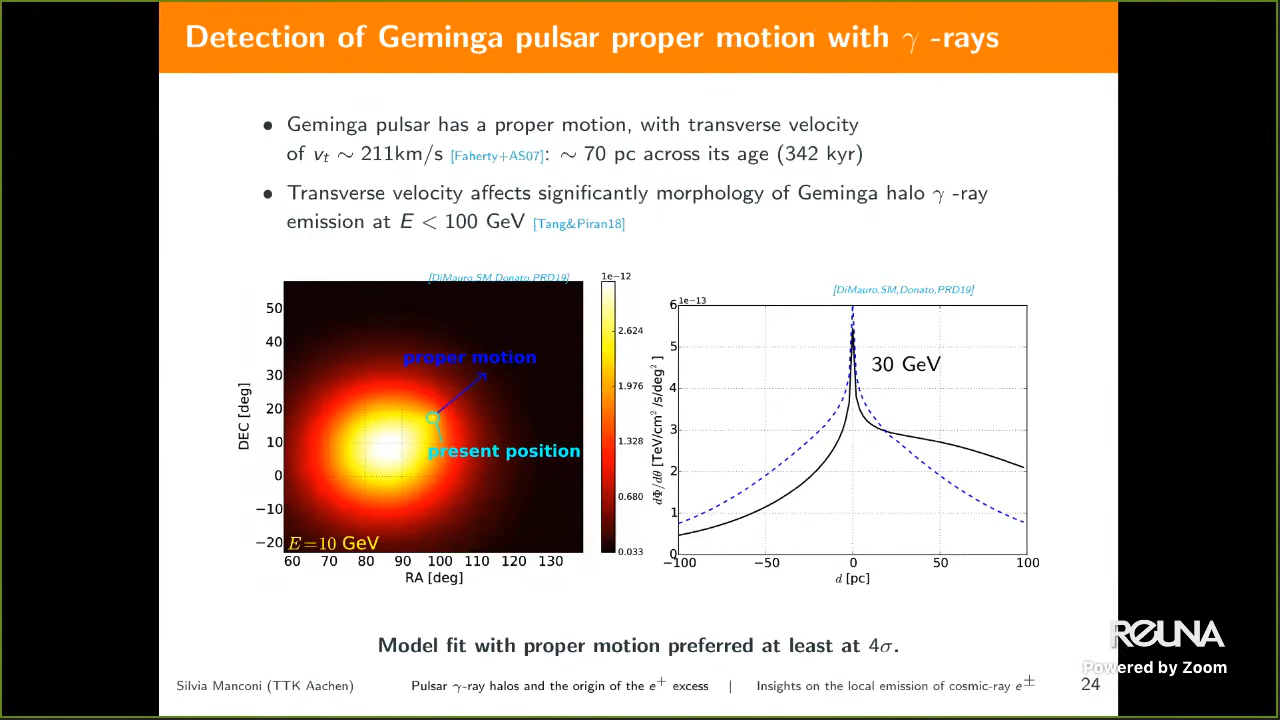 Detection of Geminga pulsar proper motion with γ -rays
• Geminga pulsar has a proper motion, with transverse velocity
of vₜ ∼ 211km/s [Faherty+AS07]: ∼ 70 pc across its age (342 kyr)
• Transverse velocity affects significantly morphology of Geminga halo γ -ray
emission at E < 100 GeV [Tang&Piran18]
[DiMauro,SM,Donato,PRD19]
1e−12
50
40
30
20
10
0
−10
−20
DEC [deg]
proper motion
present position
E=10 GeV
60 70 80 90 100 110 120 130
RA [deg]
2.624
1.976
1.328
0.680
0.033
[DiMauro,SM,Donato,PRD19]
1e−13
6
5
4
3
2
1
0
dΦ/dθ [TeV/cm² /s/deg² ]
30 GeV
−100 −50 0 50 100
d [pc]
Model fit with proper motion preferred at least at 4σ.
Silvia Manconi (TTK Aachen) Pulsar γ-ray halos and the origin of the e⁺ excess | Insights on the local emission of cosmic-ray e± 24
REUNA
Powered by Zoom